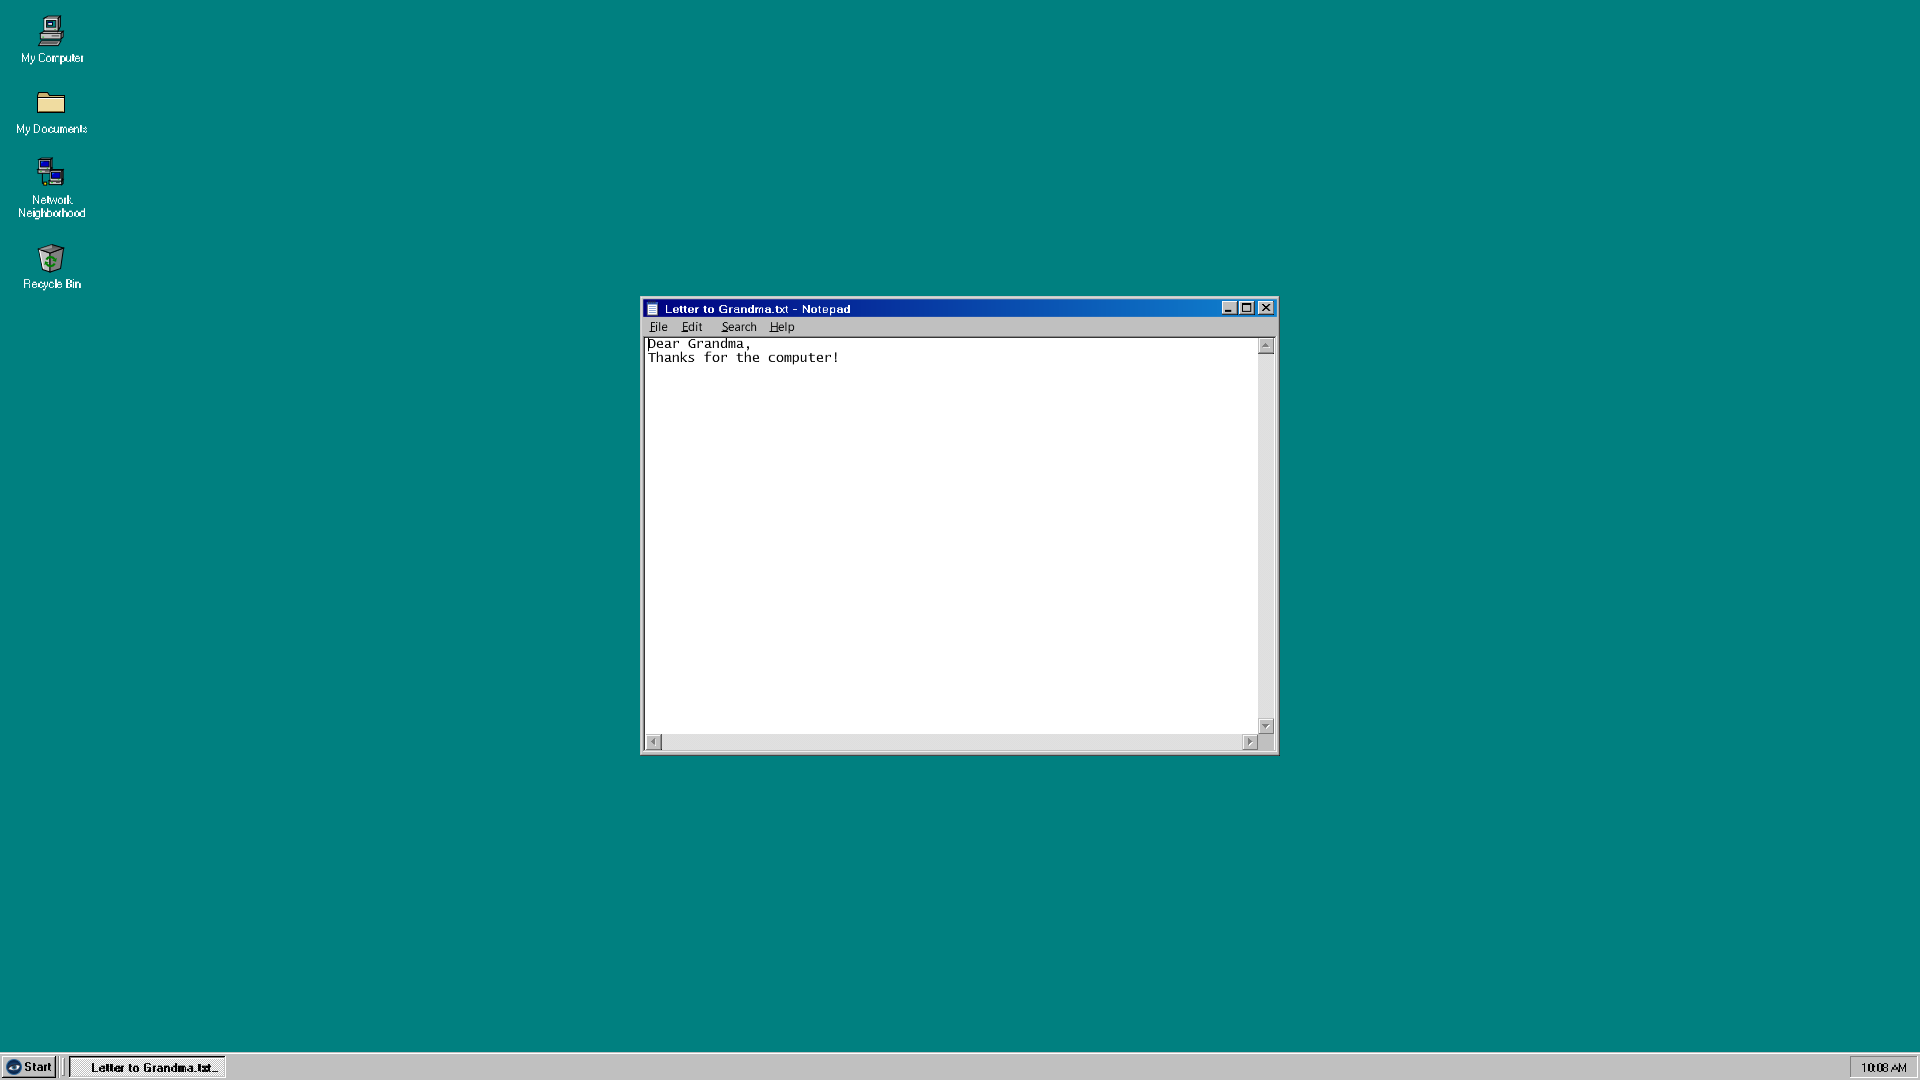 My Computer
My Documents
Network
Neighborhood
Recycle Bin
Letter to Grandma.txt - Notepad
File Edit Search Help
Dear Grandma,
Thanks for the computer!
Start
Letter to Grandma.txt...
10:08 AM